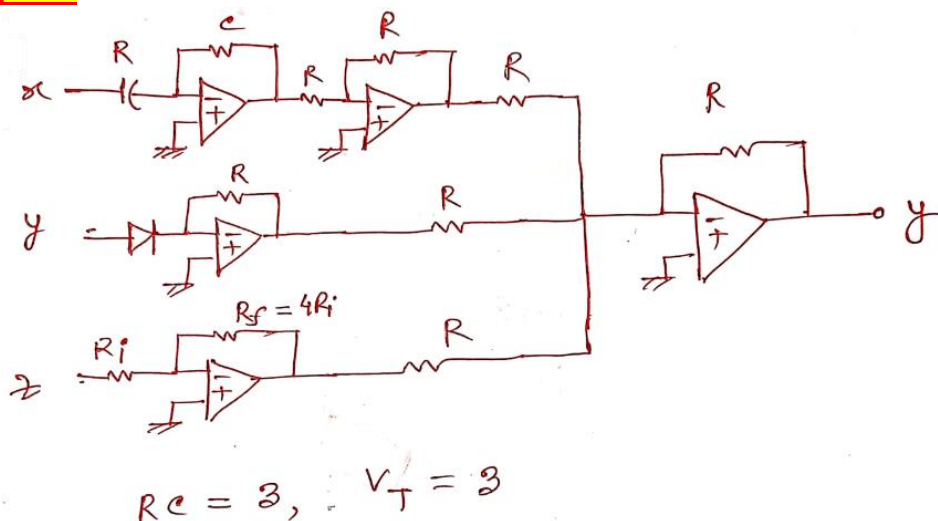 C
R
R
R
R
x
- +
- +
R
R
R
y
- +
- +
y
Rf = 4Ri
Ri
R
z
- +
RC = 3, VT = 3